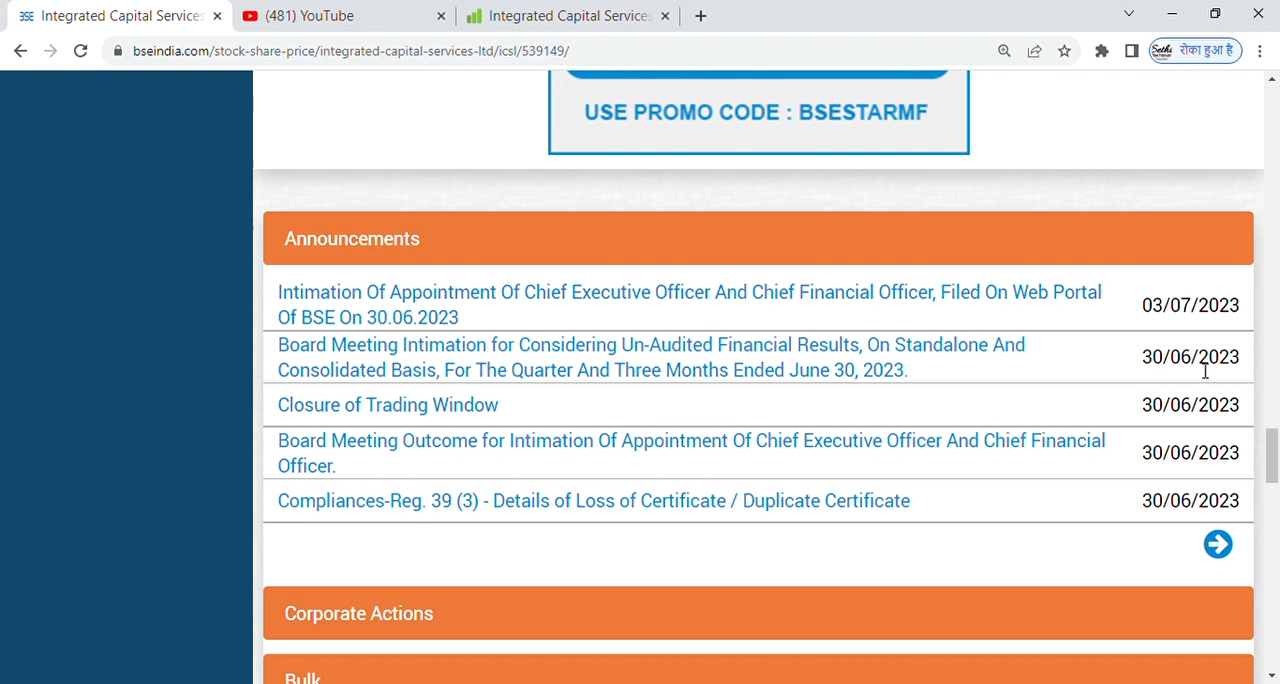 Integrated Capital Services
(481) YouTube
Integrated Capital Services
bseindia.com/stock-share-price/integrated-capital-services-ltd/icsl/539149/
Sethi
रोका हुआ है
USE PROMO CODE : BSESTARMF
Announcements
Intimation Of Appointment Of Chief Executive Officer And Chief Financial Officer, Filed On Web Portal
Of BSE On 30.06.2023
03/07/2023
Board Meeting Intimation for Considering Un-Audited Financial Results, On Standalone And
Consolidated Basis, For The Quarter And Three Months Ended June 30, 2023.
30/06/2023
Closure of Trading Window
30/06/2023
Board Meeting Outcome for Intimation Of Appointment Of Chief Executive Officer And Chief Financial
Officer.
30/06/2023
Compliances-Reg. 39 (3) - Details of Loss of Certificate / Duplicate Certificate
30/06/2023
Corporate Actions
Bulk